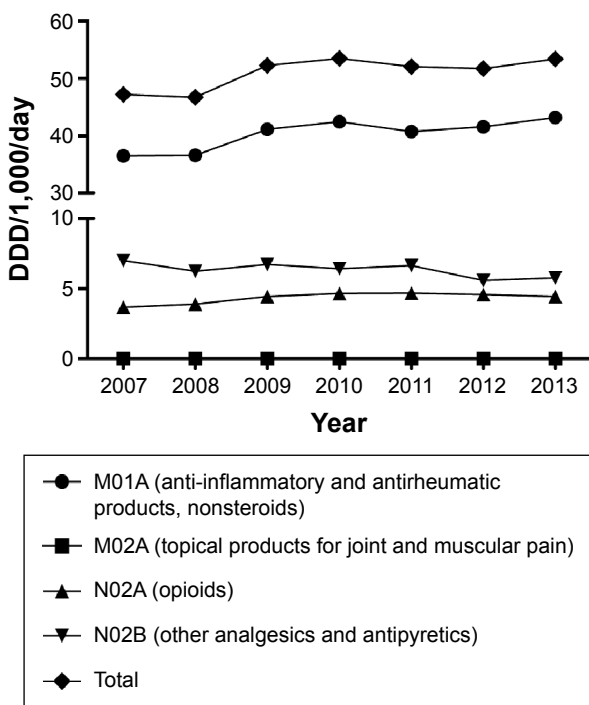 60
50
40
30
10
5
0
DDD/1,000/day
2007 2008 2009 2010 2011 2012 2013
Year
M01A (anti-inflammatory and antirheumatic
products, nonsteroids)
M02A (topical products for joint and muscular pain)
N02A (opioids)
N02B (other analgesics and antipyretics)
Total